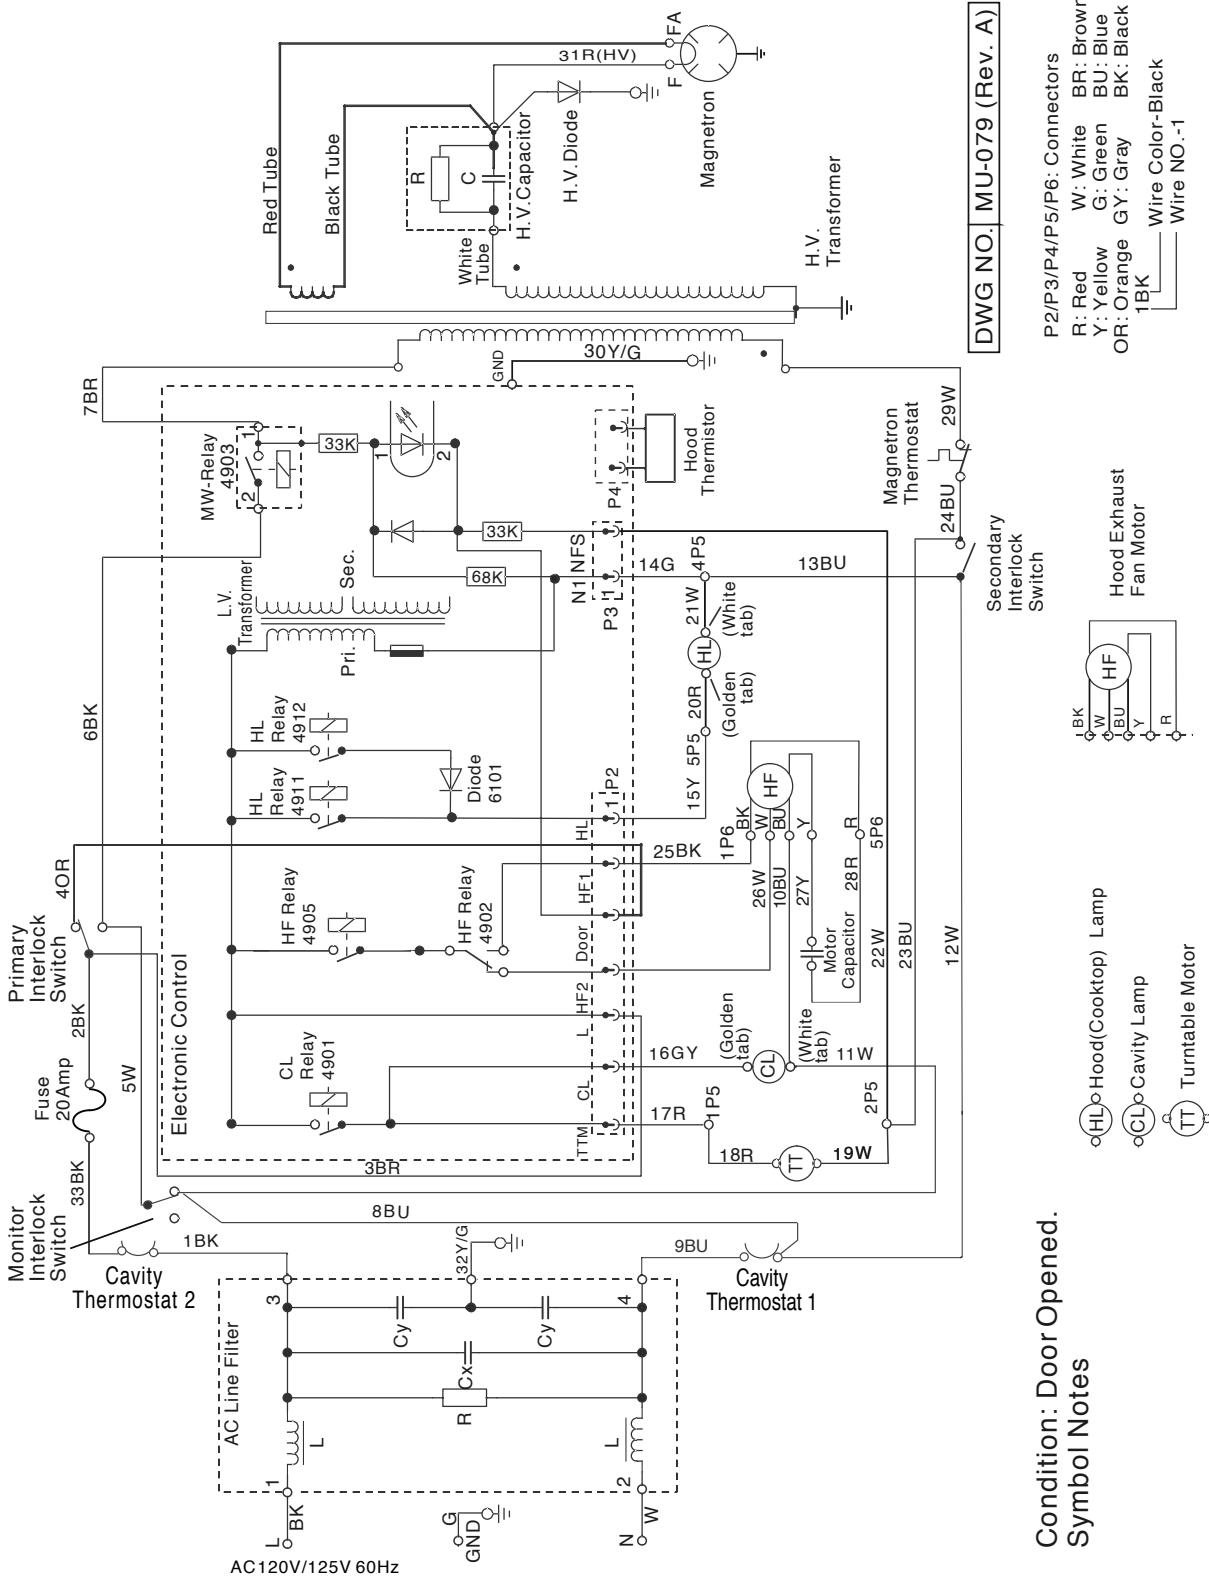 Red Tube
Black Tube
31R(HV)
F
FA
Magnetron
R
C
H.V.Capacitor
H.V.Diode
White
Tube
H.V.
Transformer
7BR
GND
30Y/G
MW-Relay
4903
1
2
33K
1
2
P4
Hood
Thermistor
29W
Magnetron
Thermostat
24BU
33K
68K
N1 NFS
P3 1
14G
4P5
13BU
Secondary
Interlock
Switch
L.V.
Transformer
Sec.
Pri.
21W
(White
tab)
HL
20R
(Golden
tab)
15Y 5P5
6BK
HL
Relay
4912
HL
Relay
4911
Diode
6101
1 P2
HL
HF1
Door
HF2
L
CL
TTM
4OR
HF Relay
4905
HF Relay
4902
25BK
1P6
BK
W
BU
Y
R
5P6
HF
26W
10BU
27Y
28R
Motor
Capacitor
22W
23BU
12W
Primary
Interlock
Switch
2BK
Fuse
20Amp
5W
Electronic Control
CL
Relay
4901
16GY
(Golden
tab)
CL
(White
tab)
11W
17R
1P5
2P5
18R
TT
19W
33BK
3BR
8BU
Monitor
Interlock
Switch
1BK
Cavity
Thermostat 2
32Y/G
9BU
Cavity
Thermostat 1
AC Line Filter
3
4
Cy
Cy
Cx
R
L
L
1
2
L
BK
G
GND
N
W
AC120V/125V 60Hz
DWG NO. MU-079 (Rev. A)
P2/P3/P4/P5/P6: Connectors
R: Red W: White BR: Brown
Y: Yellow G: Green BU: Blue
OR: Orange GY: Gray BK: Black
1BK
Wire Color-Black
Wire NO.-1
Hood Exhaust
Fan Motor
BK
W
BU
Y
R
HF
HL Hood(Cooktop) Lamp
CL Cavity Lamp
TT Turntable Motor
Condition: Door Opened.
Symbol Notes